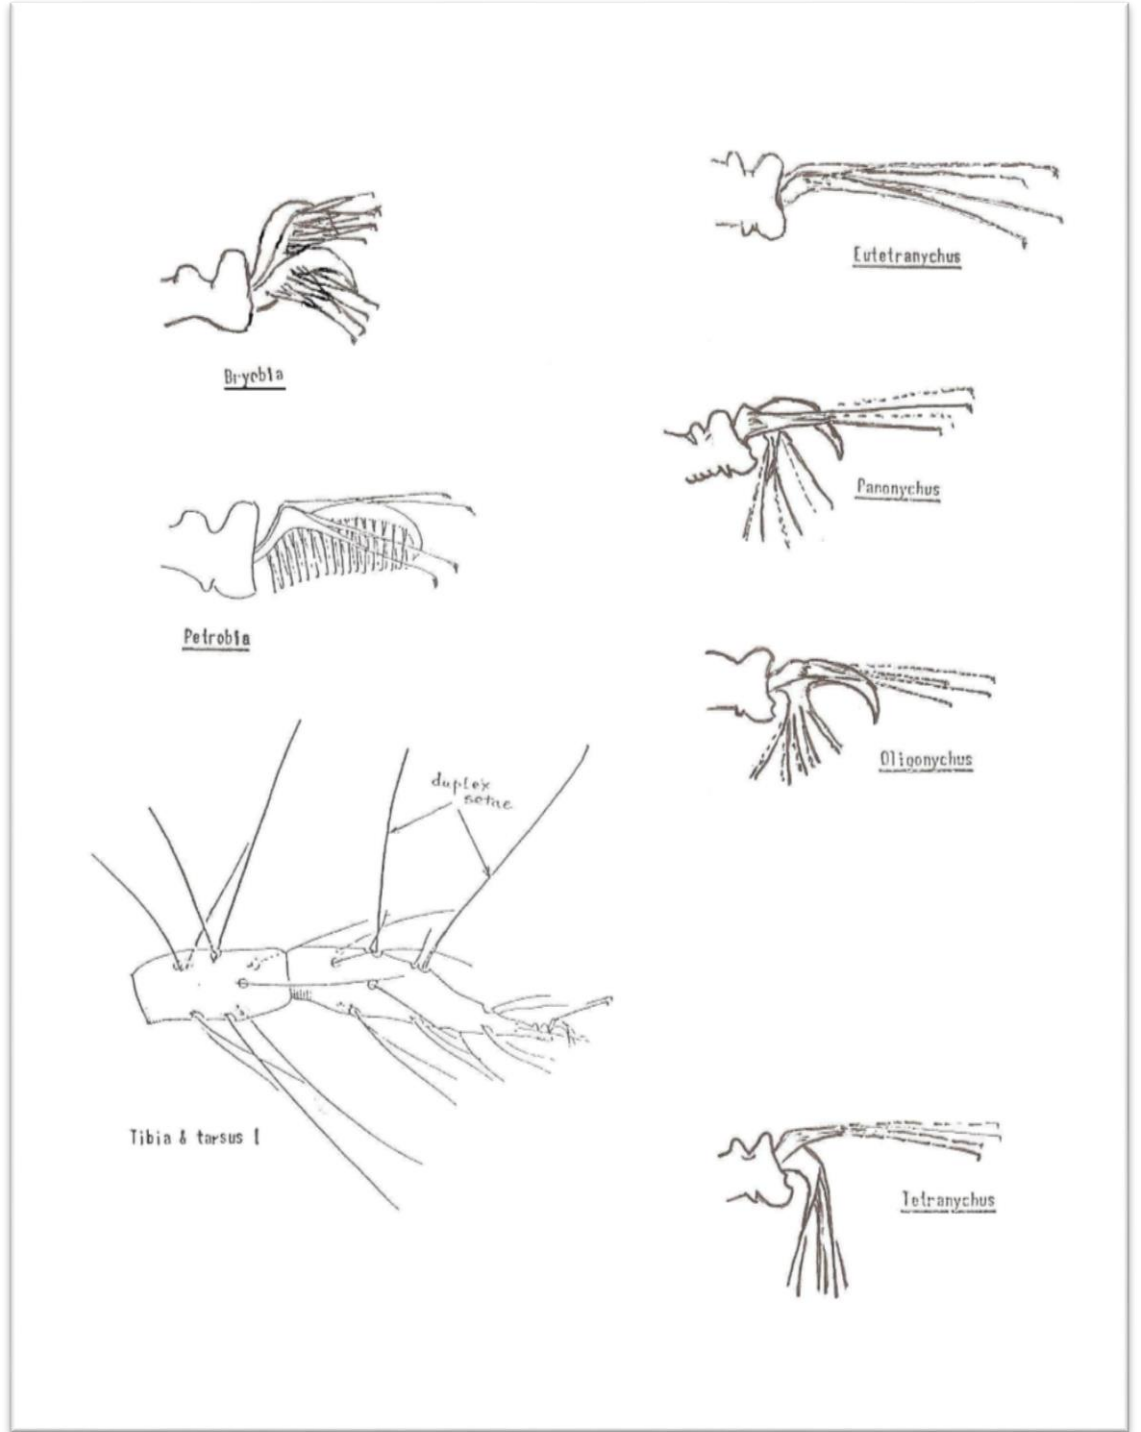 Bryobia
Petrobia
duplex
setae
Tibia & tarsus I
Eutetranychus
Panonychus
Oligonychus
Tetranychus